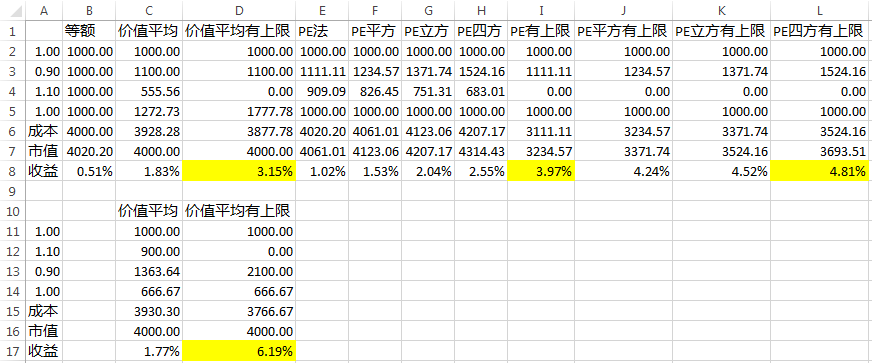 A B C D E F G H I J K L
1 等额 价值平均 价值平均有上限 PE法 PE平方 PE立方 PE四方 PE有上限 PE平方有上限 PE立方有上限 PE四方有上限
2 1.00 1000.00 1000.00 1000.00 1000.00 1000.00 1000.00 1000.00 1000.00 1000.00 1000.00 1000.00
3 0.90 1000.00 1100.00 1100.00 1111.11 1234.57 1371.74 1524.16 1111.11 1234.57 1371.74 1524.16
4 1.10 1000.00 555.56 0.00 909.09 826.45 751.31 683.01 0.00 0.00 0.00 0.00
5 1.00 1000.00 1272.73 1777.78 1000.00 1000.00 1000.00 1000.00 1000.00 1000.00 1000.00 1000.00
6 成本 4000.00 3928.28 3877.78 4020.20 4061.01 4123.06 4207.17 3111.11 3234.57 3371.74 3524.16
7 市值 4020.20 4000.00 4000.00 4061.01 4123.06 4207.17 4314.43 3234.57 3371.74 3524.16 3693.51
8 收益 0.51% 1.83% 3.15% 1.02% 1.53% 2.04% 2.55% 3.97% 4.24% 4.52% 4.81%
9
10 价值平均 价值平均有上限
11 1.00 1000.00 1000.00
12 1.10 900.00 0.00
13 0.90 1363.64 2100.00
14 1.00 666.67 666.67
15 成本 3930.30 3766.67
16 市值 4000.00 4000.00
17 收益 1.77% 6.19%